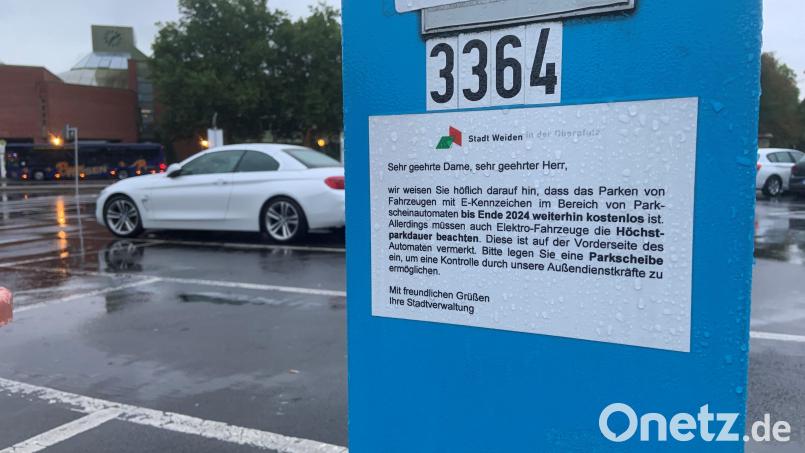 3364
Stadt Weiden in der Oberpfalz
Sehr geehrte Dame, sehr geehrter Herr,
wir weisen Sie höflich darauf hin, dass das Parken von
Fahrzeugen mit E-Kennzeichen im Bereich von Park-
scheinautomaten bis Ende 2024 weiterhin kostenlos ist.
Allerdings müssen auch Elektro-Fahrzeuge die Höchst-
parkdauer beachten. Diese ist auf der Vorderseite des
Automaten vermerkt. Bitte legen Sie eine Parkscheibe
ein, um eine Kontrolle durch unsere Außendienstkräfte zu
ermöglichen.
Mit freundlichen Grüßen
Ihre Stadtverwaltung
Onetz.de